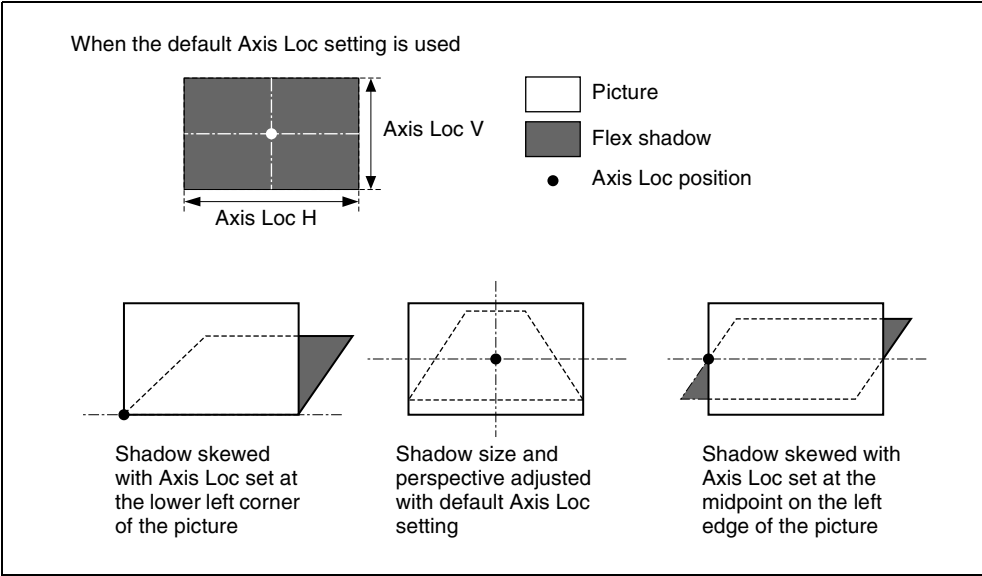 When the default Axis Loc setting is used
Picture
Axis Loc V
Flex shadow
Axis Loc position
Axis Loc H
Shadow skewed
with Axis Loc set at
the lower left corner
of the picture
Shadow size and
perspective adjusted
with default Axis Loc
setting
Shadow skewed with
Axis Loc set at the
midpoint on the left
edge of the picture